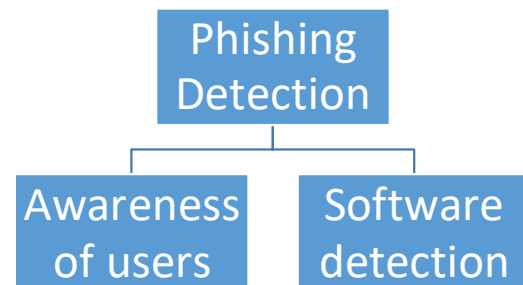 Phishing
Detection
Awareness
of users
Software
detection